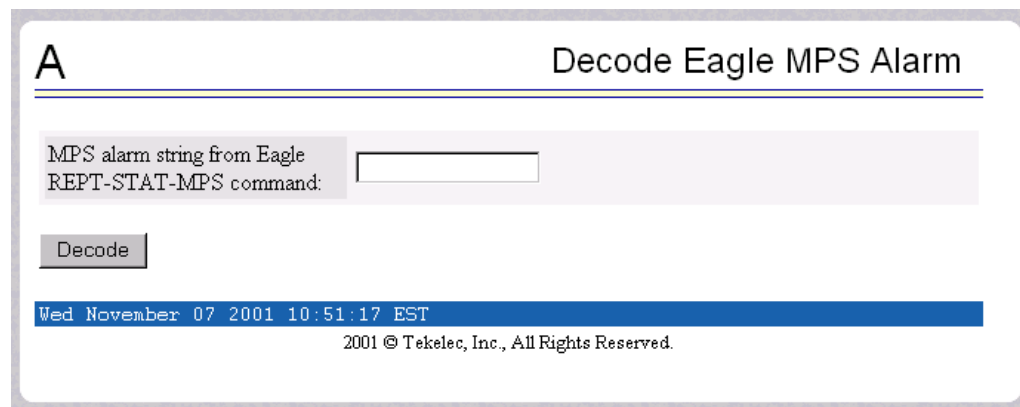 A
Decode Eagle MPS Alarm
MPS alarm string from Eagle
REPT-STAT-MPS command:
Decode
Wed November 07 2001 10:51:17 EST
2001 © Tekelec, Inc., All Rights Reserved.